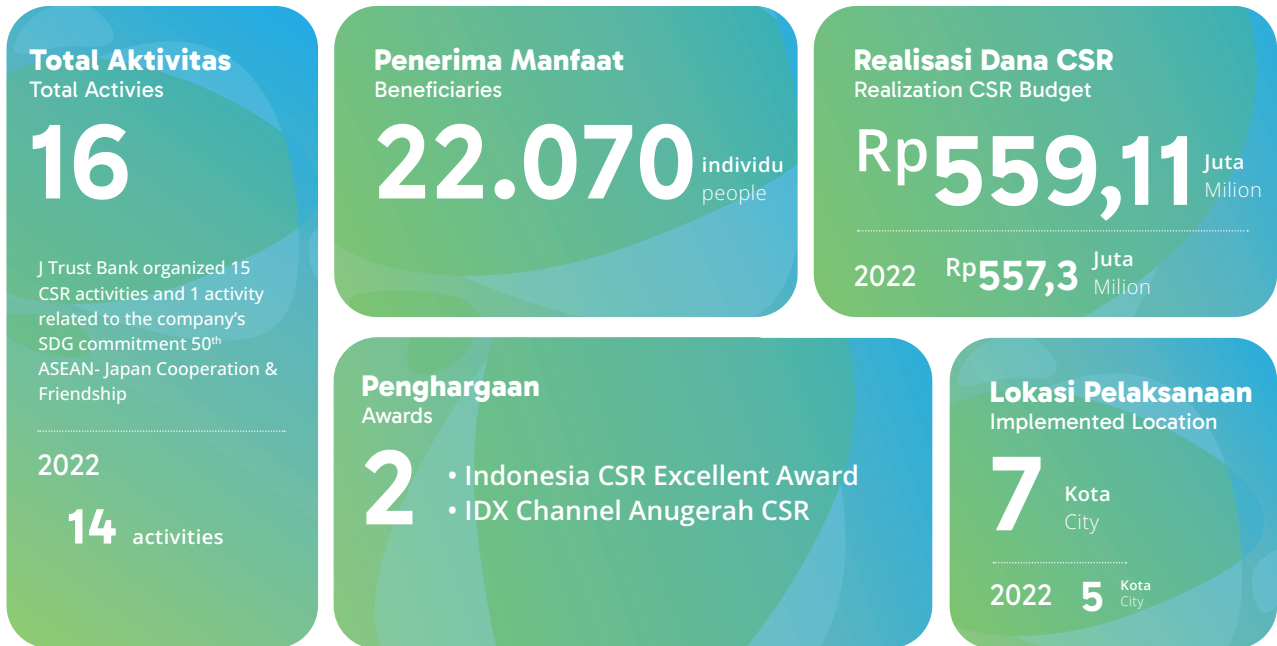 Total Aktivitas
Total Activies
16
J Trust Bank organized 15
CSR activities and 1 activity
related to the company's
SDG commitment 50th
ASEAN- Japan Cooperation &
Friendship
2022
14 activities
Penerima Manfaat
Beneficiaries
22.070 individu
people
Realisasi Dana CSR
Realization CSR Budget
Rp559,11 Juta
Milion
2022 Rp557,3 Juta
Milion
Penghargaan
Awards
2
• Indonesia CSR Excellent Award
• IDX Channel Anugerah CSR
Lokasi Pelaksanaan
Implemented Location
7 Kota
City
2022 5 Kota
City